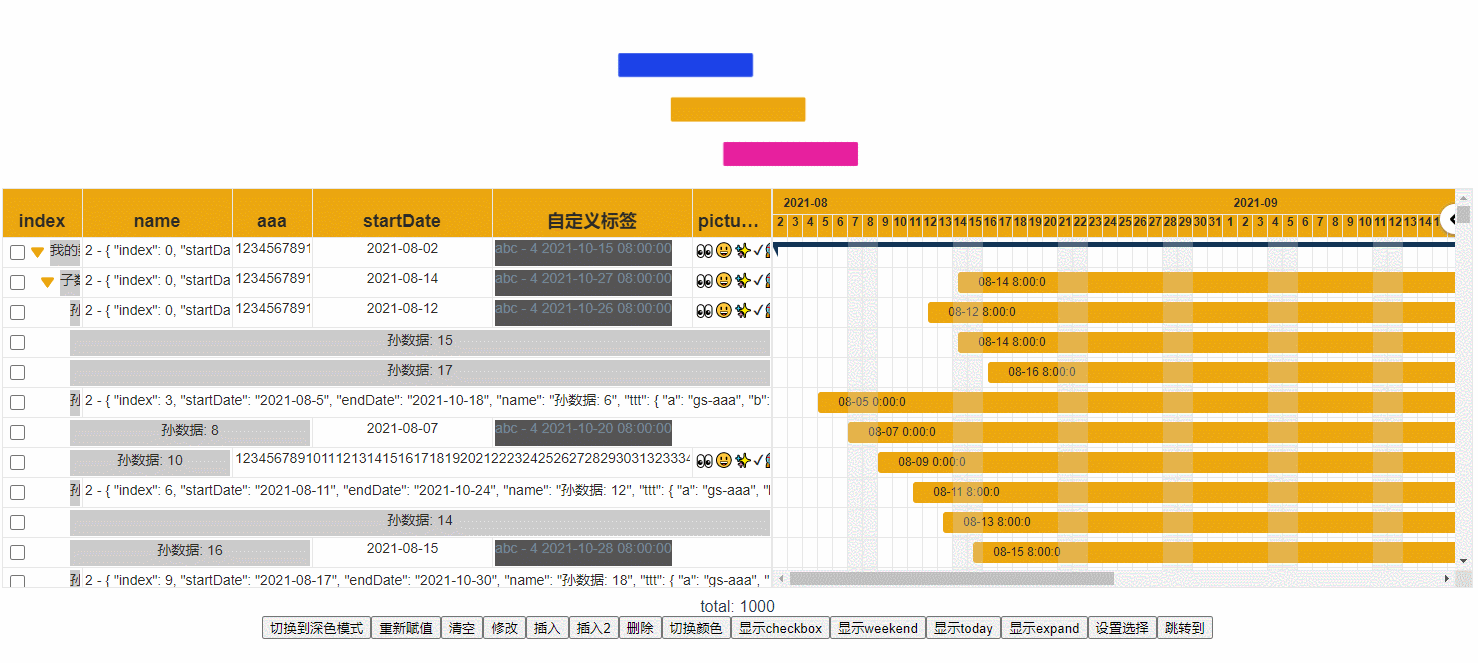 index name aaa startDate 自定义标签 pictu… 2021-08 2021-09
2 3 4 5 6 7 8 9 10 11 12 13 14 15 16 17 18 19 20 21 22 23 24 25 26 27 28 29 30 31 1 2 3 4 5 6 7 8 9 10 11 12 13 14
2 - { "index": 0, "startDa 1234567891 2021-08-02 abc - 4 2021-10-15 08:00:00 👀😃✨✓
2 - { "index": 0, "startDa 1234567891 2021-08-14 abc - 4 2021-10-27 08:00:00 👀😃✨✓ 08-14 8:00:0
孙 2 - { "index": 0, "startDa 1234567891 2021-08-12 abc - 4 2021-10-26 08:00:00 👀😃✨✓ 08-12 8:00:0
孙数据: 15 08-14 8:00:0
孙数据: 17 08-16 8:00:0
孙 2 - { "index": 3, "startDate": "2021-08-5", "endDate": "2021-10-18", "name": "孙数据: 6", "ttt": { "a": "gs-aaa", "b": 08-05 0:00:0
孙数据: 8 2021-08-07 abc - 4 2021-10-20 08:00:00 08-07 0:00:0
孙数据: 10 12345678910111213141516171819202122232425262728293031323334 👀😃✨✓ 08-09 0:00:0
孙 2 - { "index": 6, "startDate": "2021-08-11", "endDate": "2021-10-24", "name": "孙数据: 12", "ttt": { "a": "gs-aaa", " 08-11 8:00:0
孙数据: 14 08-13 8:00:0
孙数据: 16 2021-08-15 abc - 4 2021-10-28 08:00:00 08-15 8:00:0
孙 2 - { "index": 9, "startDate": "2021-08-17", "endDate": "2021-10-30", "name": "孙数据: 18", "ttt": { "a": "gs-aaa", "
total: 1000
切换到深色模式 重新赋值 清空 修改 插入 插入2 删除 切换颜色 显示checkbox 显示weekend 显示today 显示expand 设置选择 跳转到